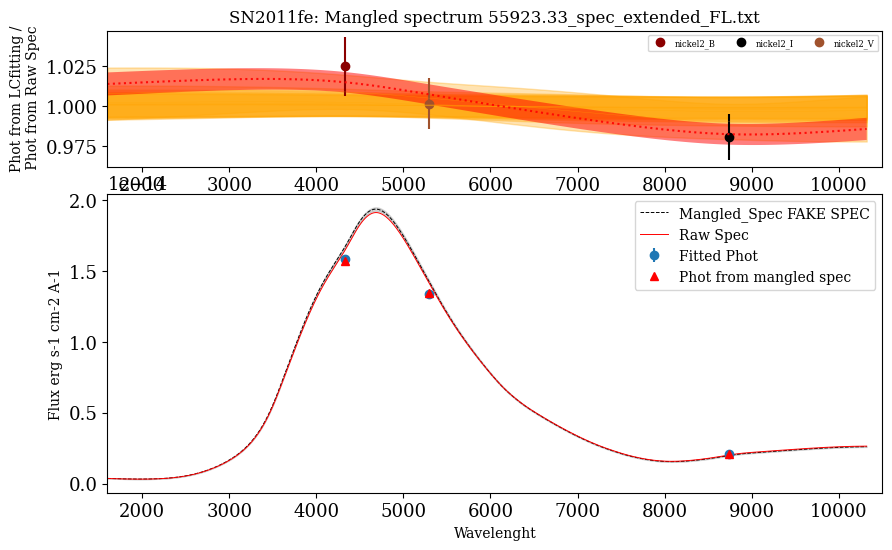 SN2011fe: Mangled spectrum 55923.33_spec_extended_FL.txt
Phot from LCfitting /
Phot from Raw Spec
nickel2_B nickel2_I nickel2_V
1.025
1.000
0.975
2000 3000 4000 5000 6000 7000 8000 9000 10000
2.0
1.5
1.0
0.5
0.0
Flux erg s-1 cm-2 A-1
Mangled_Spec FAKE SPEC
Raw Spec
Fitted Phot
Phot from mangled spec
2000 3000 4000 5000 6000 7000 8000 9000 10000
Wavelenght